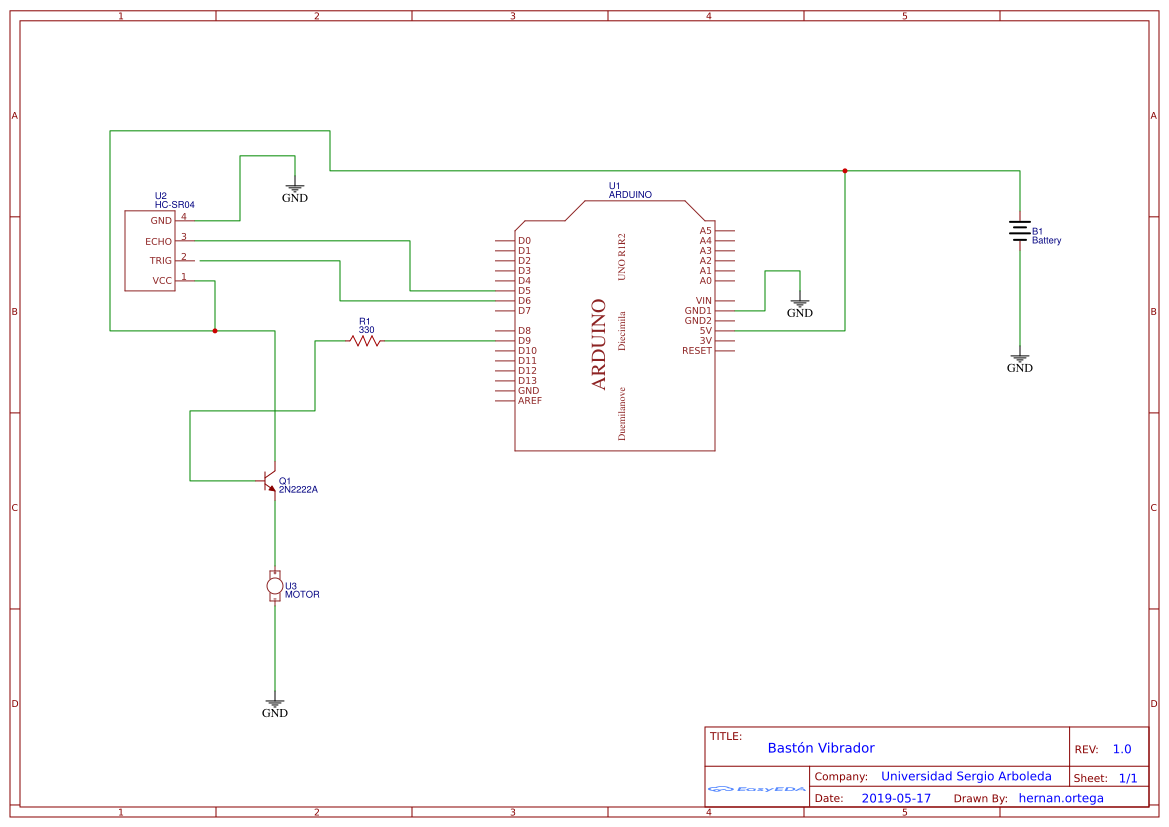 1 2 3 4 5
A A
B B
C C
D D
1 2 3 4 5
U2
HC-SR04
GND 4
ECHO 3
TRIG 2
VCC 1
GND
R1
330
Q1
2N2222A
U3
MOTOR
GND
U1
ARDUINO
D0
D1
D2
D3
D4
D5
D6
D7
D8
D9
D10
D11
D12
D13
GND
AREF
ARDUINO
UNO R1R2
Diecimila
Duemilanove
A5
A4
A3
A2
A1
A0
VIN
GND1
GND2
5V
3V
RESET
GND
B1
Battery
GND
TITLE:
Bastón Vibrador
REV: 1.0
EasyEDA
Company: Universidad Sergio Arboleda
Sheet: 1/1
Date: 2019-05-17 Drawn By: hernan.ortega